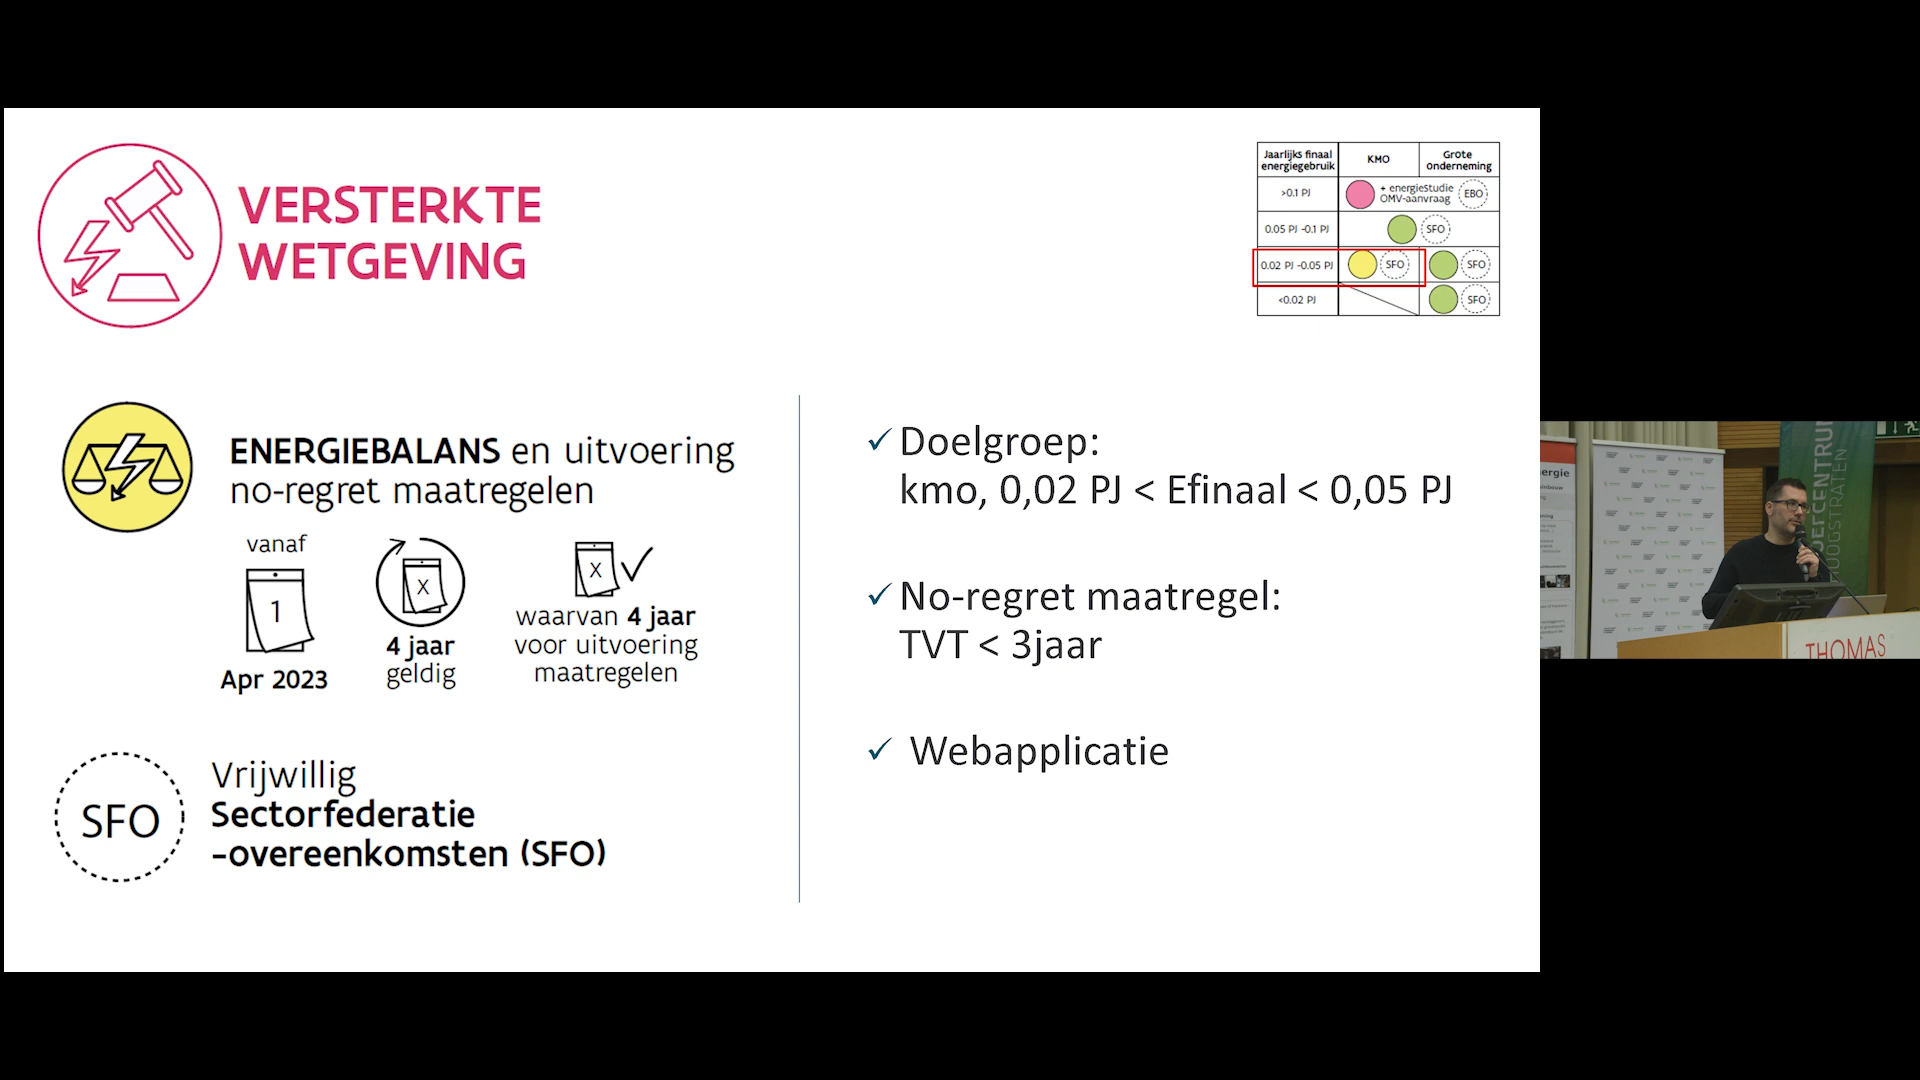 VERSTERKTE
WETGEVING
Jaarlijks finaal
energiegebruik
KMO
Grote
onderneming
>0.1 PJ
+ energiestudie
OMV-aanvraag
EBO
0.05 PJ -0.1 PJ
SFO
0.02 PJ -0.05 PJ
SFO
SFO
<0.02 PJ
SFO
ENERGIEBALANS en uitvoering
no-regret maatregelen
vanaf
1
Apr 2023
X
4 jaar
geldig
X
waarvan 4 jaar
voor uitvoering
maatregelen
SFO
Vrijwillig
Sectorfederatie
-overeenkomsten (SFO)
✓ Doelgroep:
kmo, 0,02 PJ < Efinaal < 0,05 PJ
✓ No-regret maatregel:
TVT < 3jaar
✓ Webapplicatie
HOOGSTRATEN
THOMAS